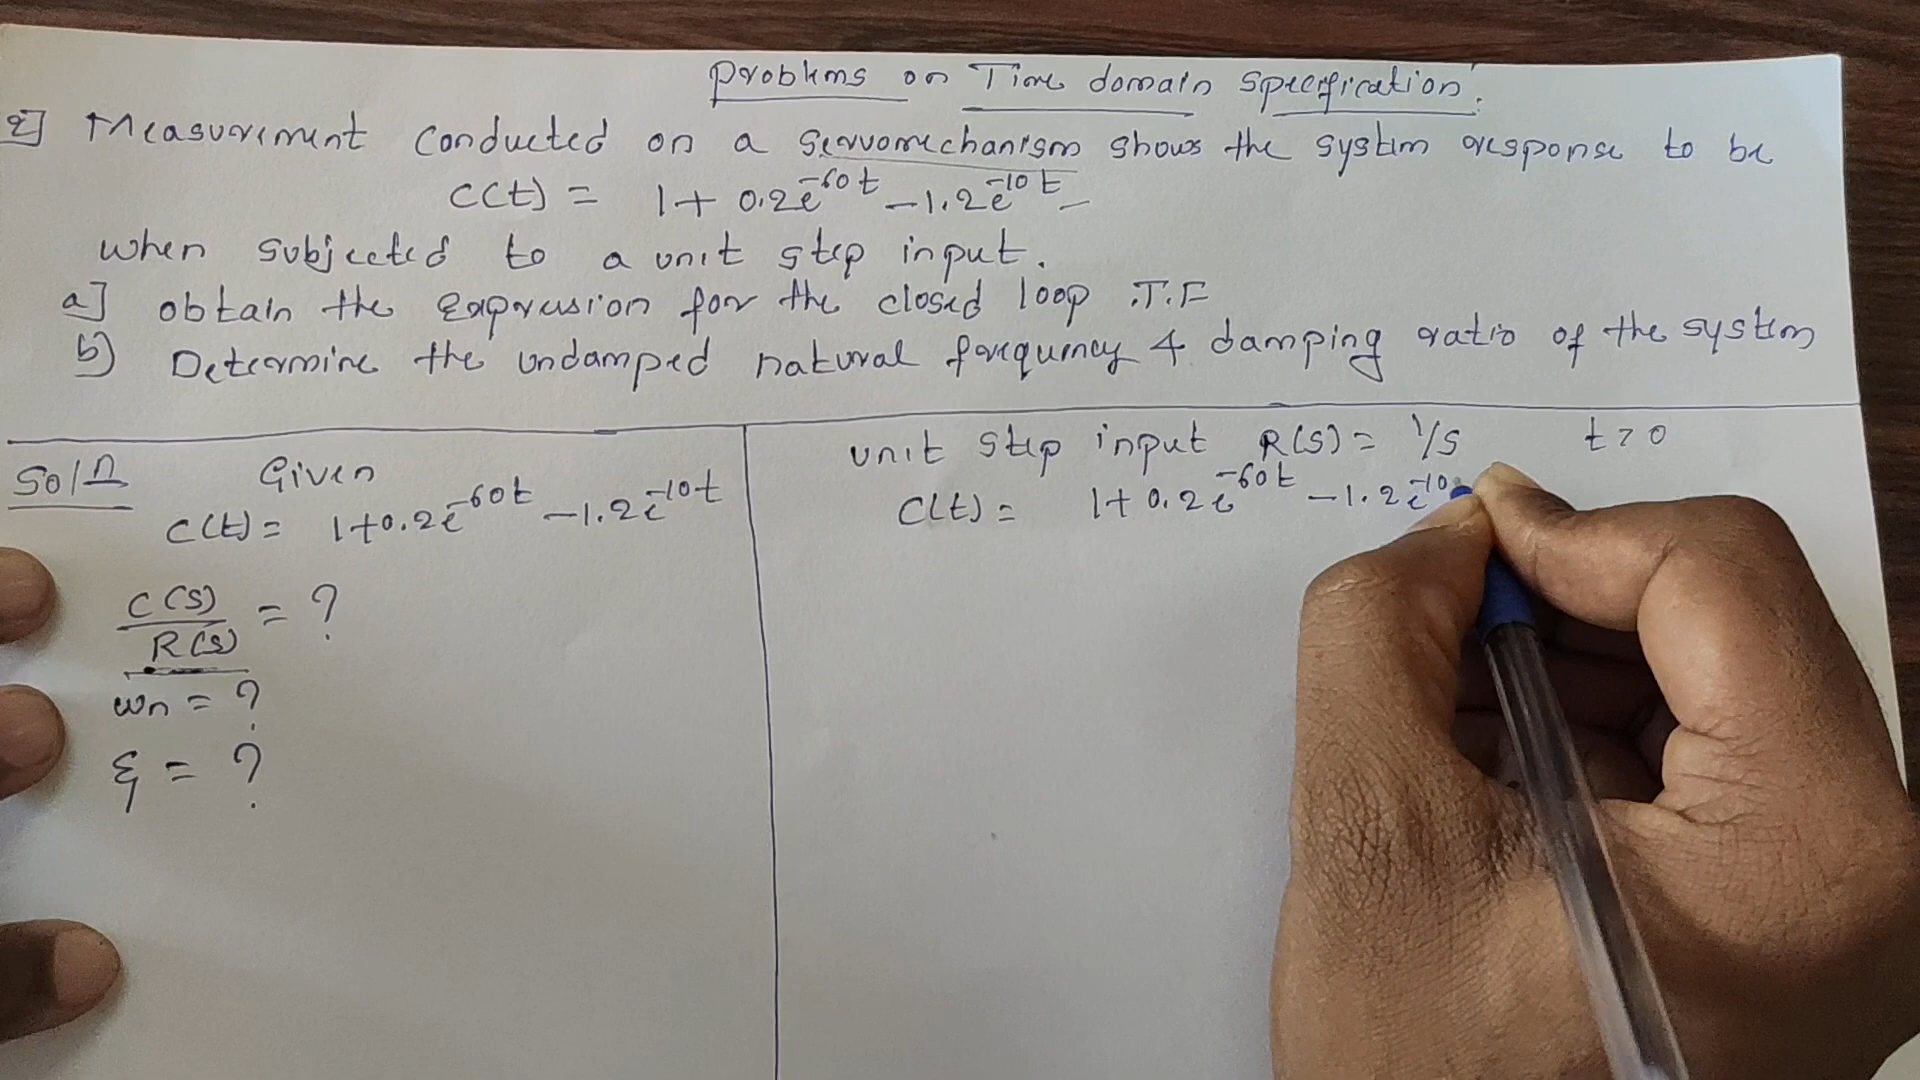 Problems on Time domain Specification.
2] Measurement conducted on a servomechanism shows the system response to be
C(t) = 1 + 0.2e^-60t - 1.2e^-10t
when subjected to a unit step input.
a] obtain the expression for the closed loop .T.F
b) Determine the undamped natural frequency & damping ratio of the system
Soln Given
C(t) = 1+0.2e^-60t - 1.2e^-10t
C(S)/R(S) = ?
ωn = ?
ξ = ?
unit step input R(S) = 1/S t>0
C(t) = 1+0.2e^-60t - 1.2e^-10